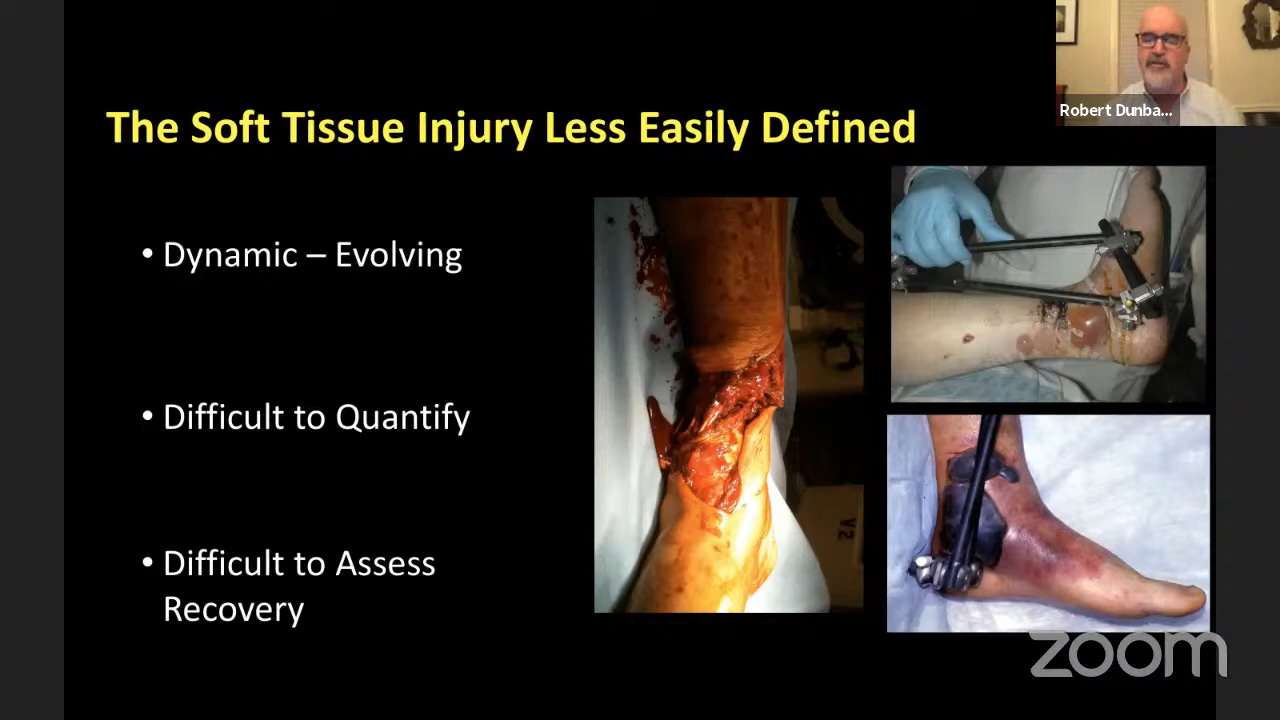 Robert Dunba...
The Soft Tissue Injury Less Easily Defined
• Dynamic – Evolving
• Difficult to Quantify
• Difficult to Assess
Recovery
V2
zoom